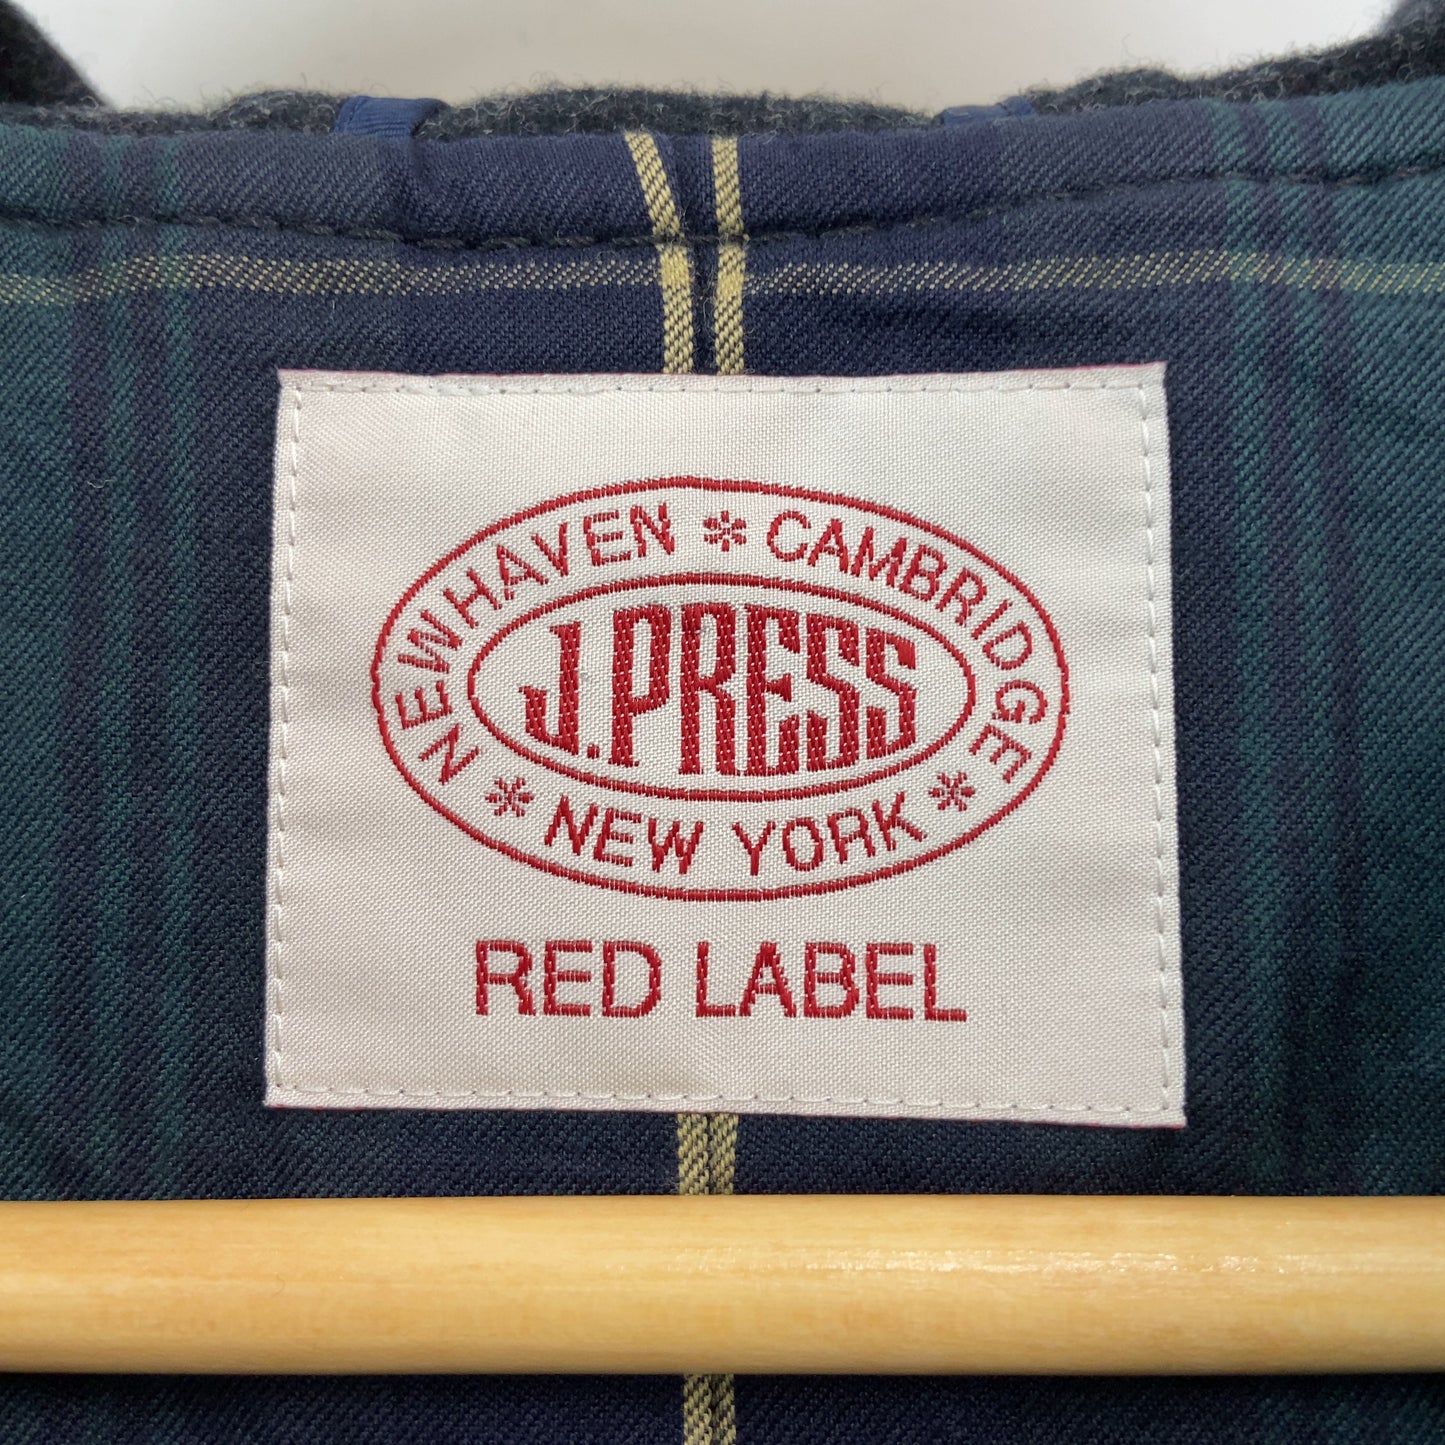 NEW HAVEN * CAMBRIDGE
J.PRESS
* NEW YORK *
RED LABEL